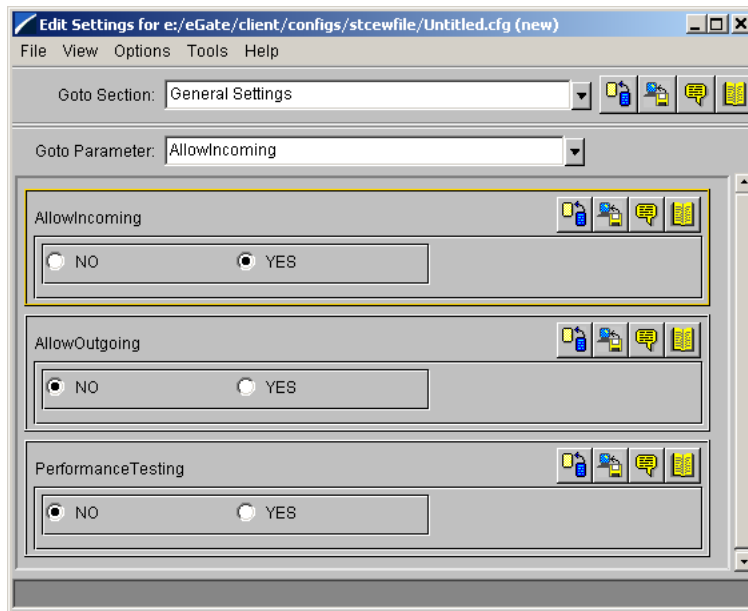 Edit Settings for e:/eGate/client/configs/stcewfile/Untitled.cfg (new)
File View Options Tools Help
Goto Section: General Settings
Goto Parameter: AllowIncoming
AllowIncoming
NO YES
AllowOutgoing
NO YES
PerformanceTesting
NO YES